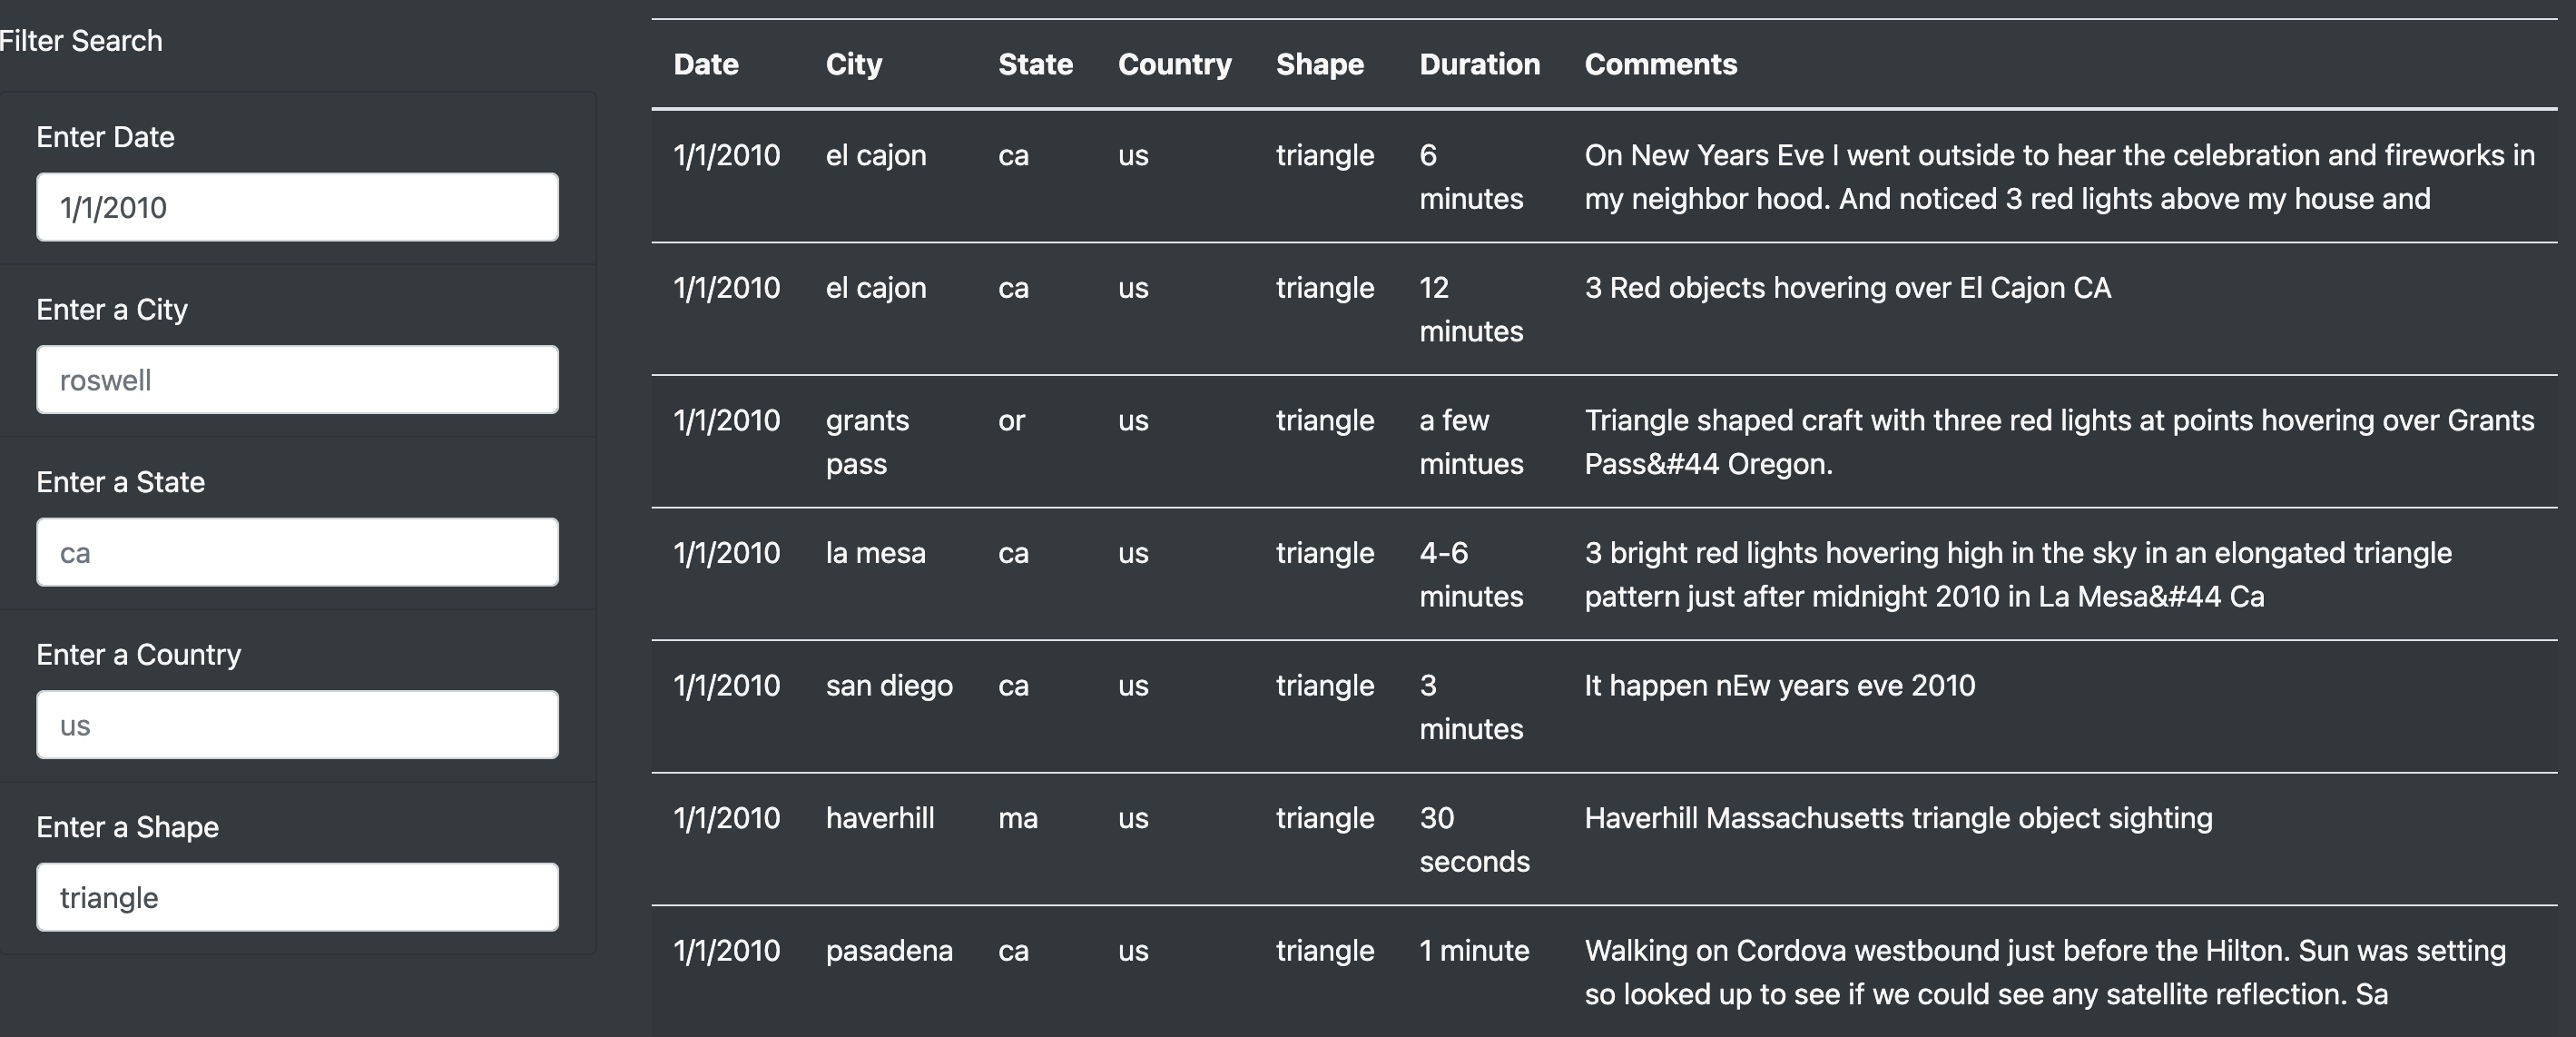 Filter Search
Enter Date
1/1/2010
Enter a City
roswell
Enter a State
ca
Enter a Country
us
Enter a Shape
triangle
Date City State Country Shape Duration Comments
1/1/2010 el cajon ca us triangle 6 On New Years Eve I went outside to hear the celebration and fireworks in
minutes my neighbor hood. And noticed 3 red lights above my house and
1/1/2010 el cajon ca us triangle 12 3 Red objects hovering over El Cajon CA
minutes
1/1/2010 grants or us triangle a few Triangle shaped craft with three red lights at points hovering over Grants
pass mintues Pass&#44 Oregon.
1/1/2010 la mesa ca us triangle 4-6 3 bright red lights hovering high in the sky in an elongated triangle
minutes pattern just after midnight 2010 in La Mesa&#44 Ca
1/1/2010 san diego ca us triangle 3 It happen nEw years eve 2010
minutes
1/1/2010 haverhill ma us triangle 30 Haverhill Massachusetts triangle object sighting
seconds
1/1/2010 pasadena ca us triangle 1 minute Walking on Cordova westbound just before the Hilton. Sun was setting
so looked up to see if we could see any satellite reflection. Sa